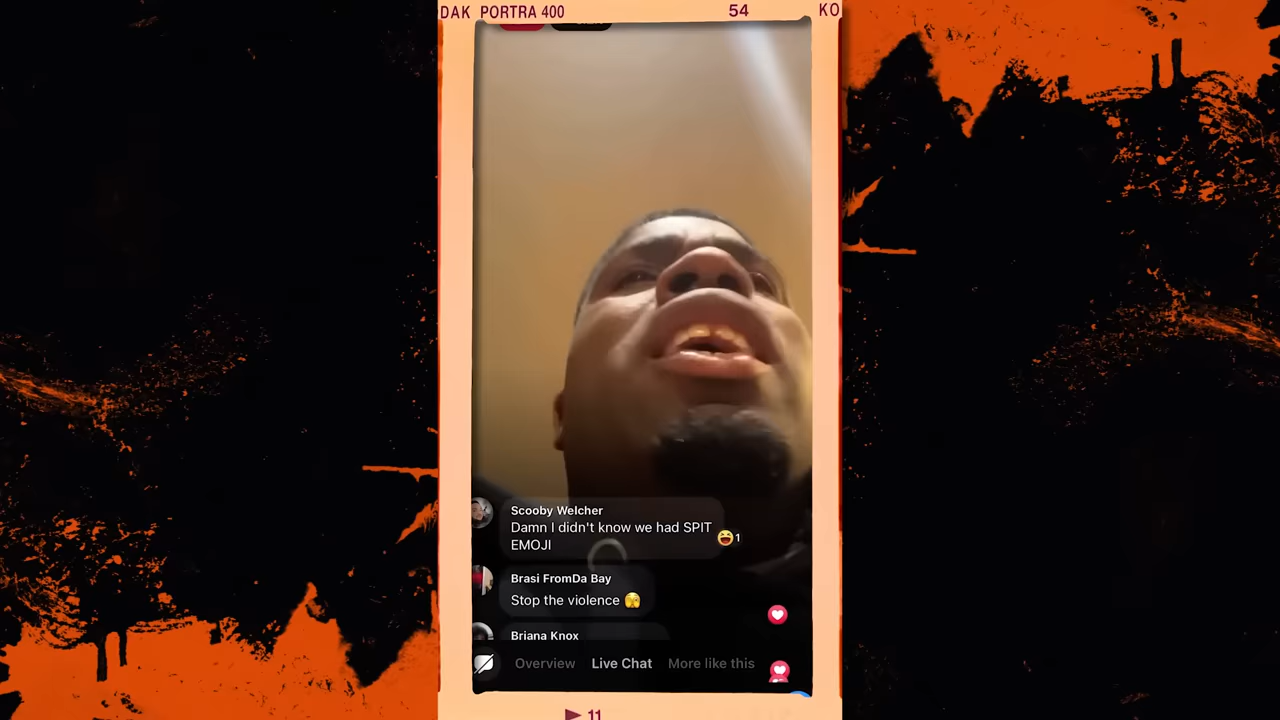 DAK PORTRA 400
54
KO
Scooby Welcher
Damn I didn't know we had SPIT
EMOJI
1
Brasi FromDa Bay
Stop the violence 🫣
Briana Knox
Overview
Live Chat
More like this
11